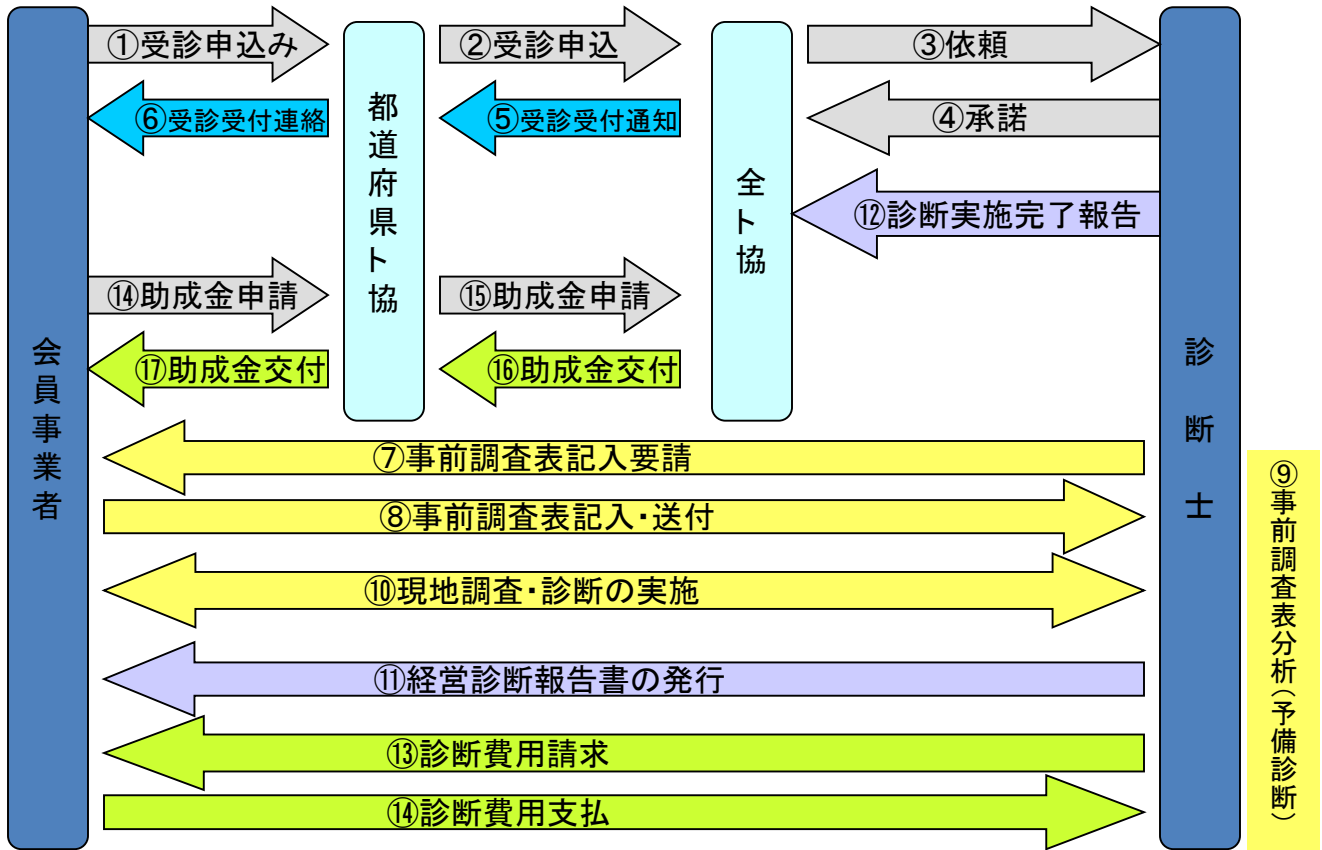 ①受診申込み
②受診申込
③依頼
⑥受診受付連絡
⑤受診受付通知
④承諾
都道府県ト協
全ト協
⑫診断実施完了報告
⑭助成金申請
⑮助成金申請
⑰助成金交付
⑯助成金交付
会員事業者
診断士
⑦事前調査表記入要請
⑧事前調査表記入・送付
⑨事前調査表分析（予備診断）
⑩現地調査・診断の実施
⑪経営診断報告書の発行
⑬診断費用請求
⑭診断費用支払